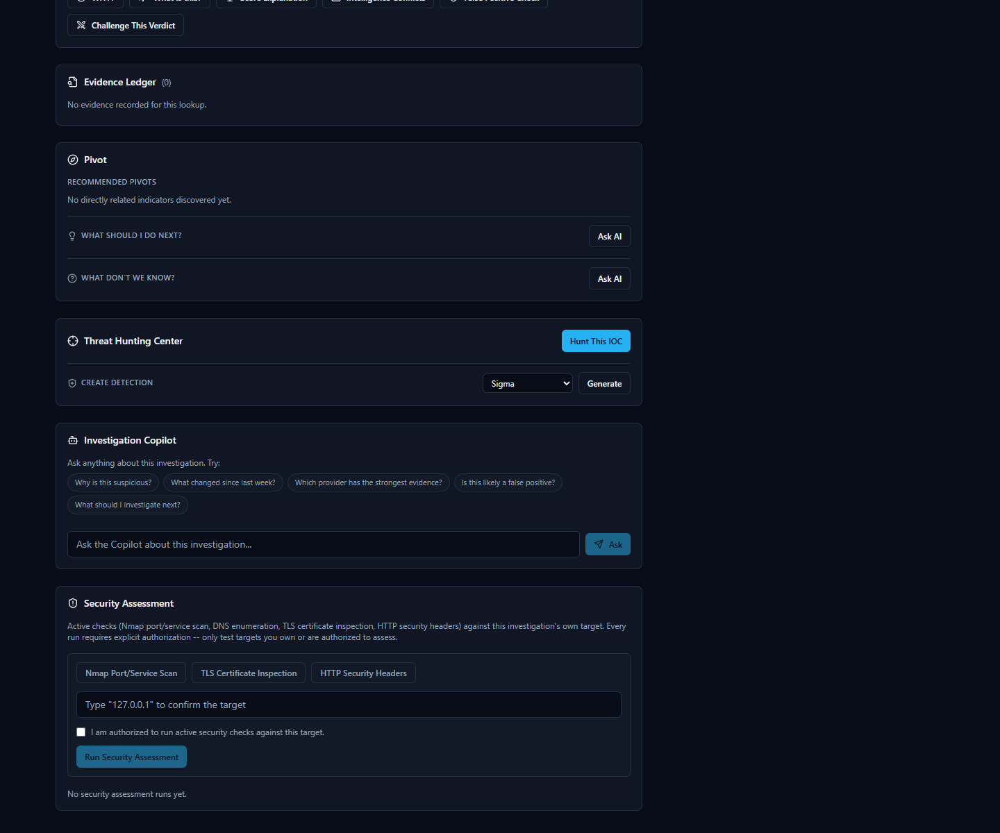 Challenge This Verdict
Evidence Ledger (0)
No evidence recorded for this lookup.
Pivot
RECOMMENDED PIVOTS
No directly related indicators discovered yet.
WHAT SHOULD I DO NEXT?
Ask AI
WHAT DON'T WE KNOW?
Ask AI
Threat Hunting Center
Hunt This IOC
CREATE DETECTION
Sigma
Generate
Investigation Copilot
Ask anything about this investigation. Try:
Why is this suspicious?
What changed since last week?
Which provider has the strongest evidence?
Is this likely a false positive?
What should I investigate next?
Ask the Copilot about this investigation...
Ask
Security Assessment
Active checks (Nmap port/service scan, DNS enumeration, TLS certificate inspection, HTTP security headers) against this investigation's own target. Every
run requires explicit authorization -- only test targets you own or are authorized to assess.
Nmap Port/Service Scan
TLS Certificate Inspection
HTTP Security Headers
Type "127.0.0.1" to confirm the target
I am authorized to run active security checks against this target.
Run Security Assessment
No security assessment runs yet.